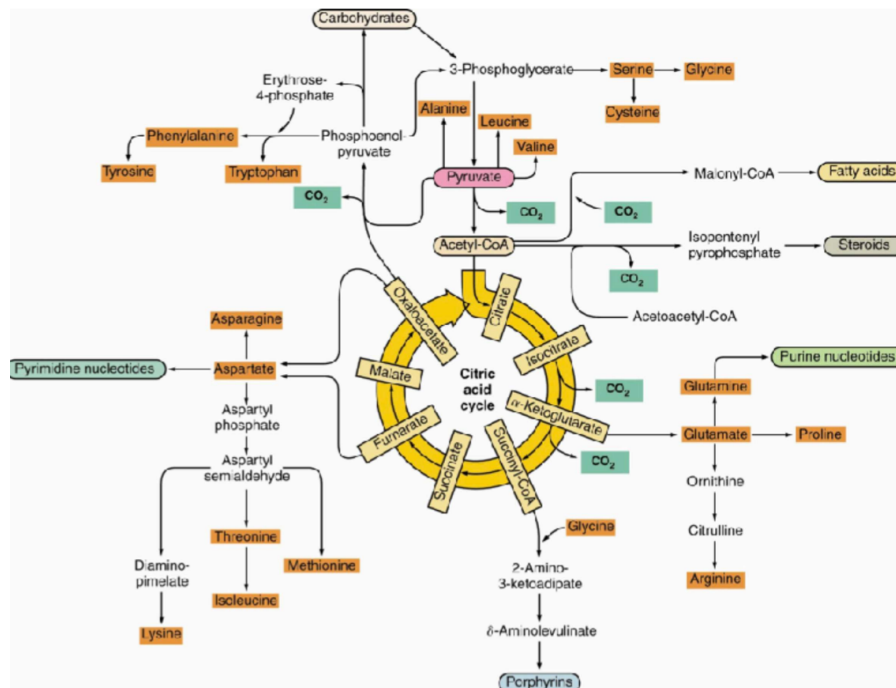 Carbohydrates
3-Phosphoglycerate
Serine
Glycine
Erythrose-
4-phosphate
Alanine
Leucine
Cysteine
Phenylalanine
Phosphoenol-
pyruvate
Valine
Tyrosine
Tryptophan
Pyruvate
Malonyl-CoA
Fatty acids
CO2
CO2
CO2
Acetyl-CoA
Isopentenyl
pyrophosphate
Steroids
CO2
Oxaloacetate
Citrate
Acetoacetyl-CoA
Asparagine
Isocitrate
Purine nucleotides
Pyrimidine nucleotides
Aspartate
Malate
Citric
acid
cycle
CO2
Glutamine
α-Ketoglutarate
Aspartyl
phosphate
Fumarate
Glutamate
Proline
Succinate
Succinyl-CoA
CO2
Aspartyl
semialdehyde
Ornithine
Glycine
Citrulline
Threonine
Diamino-
pimelate
Methionine
2-Amino-
3-ketoadipate
Arginine
Isoleucine
Lysine
δ-Aminolevulinate
Porphyrins